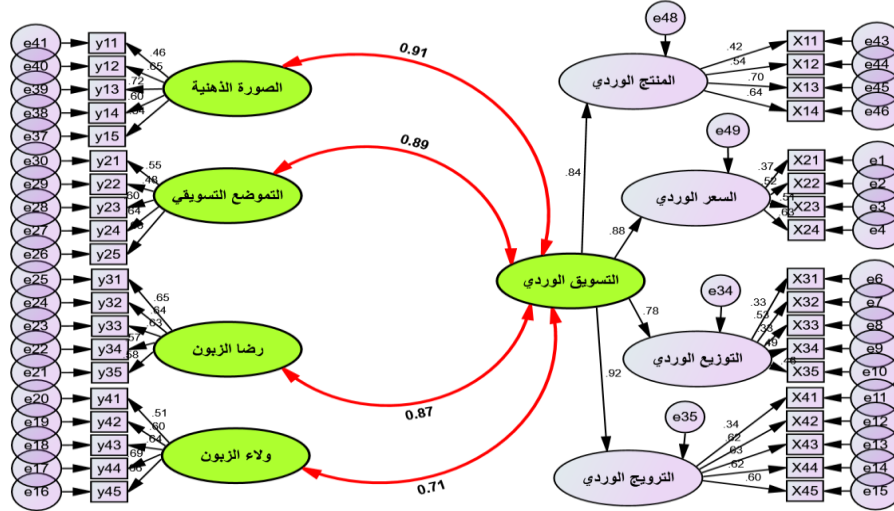 e41 y11 .46
e40 y12 .65
e39 y13 .72
e38 y14 .60
e37 y15
الصورة الذهنية
0.91
e30 y21 .55
e29 y22 .48
e28 y23 .60
e27 y24 .64
e26 y25
التموضع التسويقي
0.89
e25 y31 .65
e24 y32 .64
e23 y33 .63
e22 y34 .57
e21 y35 .58
رضا الزبون
0.87
e20 y41 .51
e19 y42 .60
e18 y43 .64
e17 y44 .69
e16 y45
ولاء الزبون
0.71
التسويق الوردي
.84
.88
.78
.92
e48
المنتج الوردي
.42 X11 e43
.54 X12 e44
.70 X13 e45
.64 X14 e46
e49
السعر الوردي
.37 X21 e1
.52 X22 e2
.51 X23 e3
.63 X24 e4
e34
التوزيع الوردي
.33 X31 e6
.53 X32 e7
.38 X33 e8
.49 X34 e9
X35 e10
e35
الترويج الوردي
.34 X41 e11
.62 X42 e12
.63 X43 e13
.62 X44 e14
.60 X45 e15